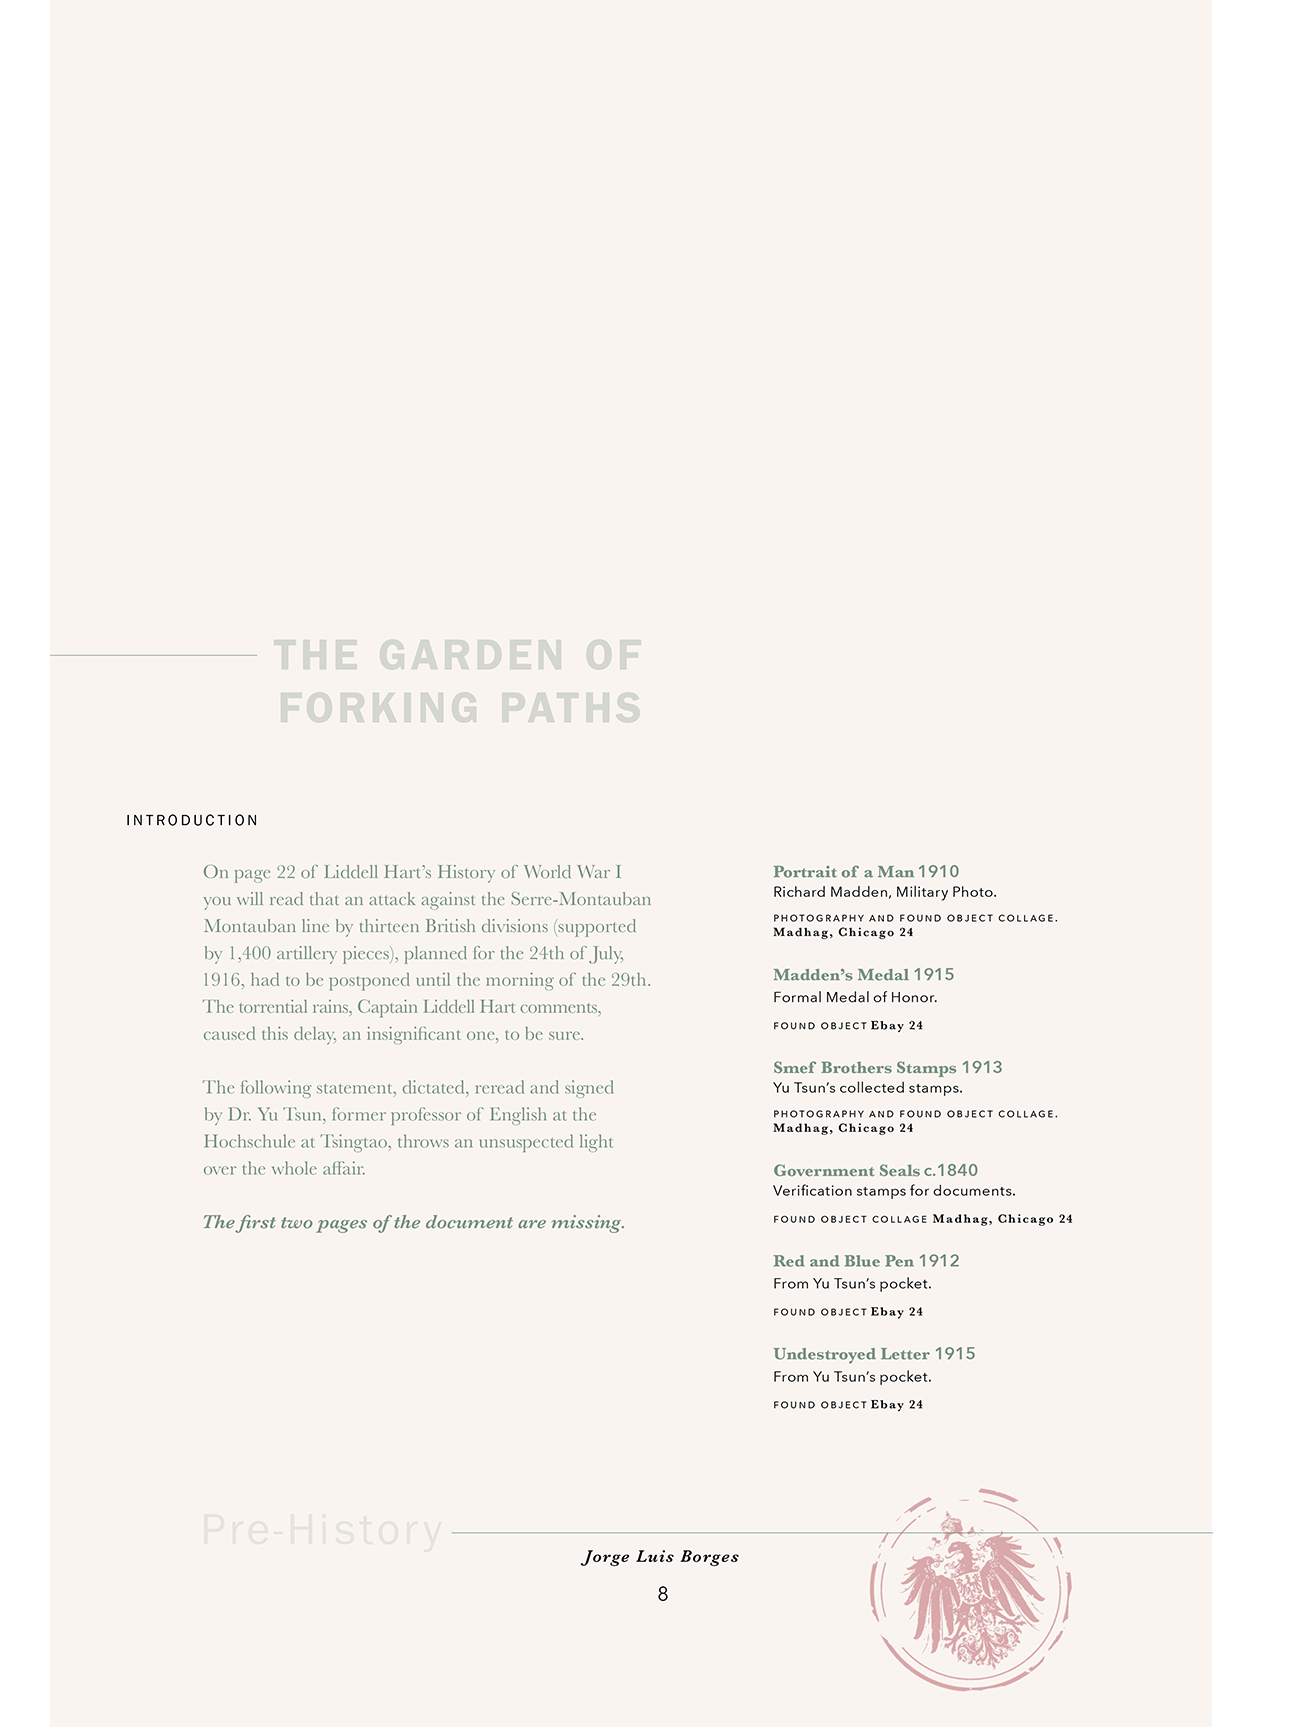 THE GARDEN OF
FORKING PATHS
INTRODUCTION
On page 22 of Liddell Hart’s History of World War I
you will read that an attack against the Serre-Montauban
Montauban line by thirteen British divisions (supported
by 1,400 artillery pieces), planned for the 24th of July,
1916, had to be postponed until the morning of the 29th.
The torrential rains, Captain Liddell Hart comments,
caused this delay, an insignificant one, to be sure.
The following statement, dictated, reread and signed
by Dr. Yu Tsun, former professor of English at the
Hochschule at Tsingtao, throws an unsuspected light
over the whole affair.
The first two pages of the document are missing.
Portrait of a Man 1910
Richard Madden, Military Photo.
PHOTOGRAPHY AND FOUND OBJECT COLLAGE.
Madhag, Chicago 24
Madden’s Medal 1915
Formal Medal of Honor.
FOUND OBJECT Ebay 24
Smef Brothers Stamps 1913
Yu Tsun’s collected stamps.
PHOTOGRAPHY AND FOUND OBJECT COLLAGE.
Madhag, Chicago 24
Government Seals c.1840
Verification stamps for documents.
FOUND OBJECT COLLAGE Madhag, Chicago 24
Red and Blue Pen 1912
From Yu Tsun’s pocket.
FOUND OBJECT Ebay 24
Undestroyed Letter 1915
From Yu Tsun’s pocket.
FOUND OBJECT Ebay 24
Pre-History
Jorge Luis Borges
8